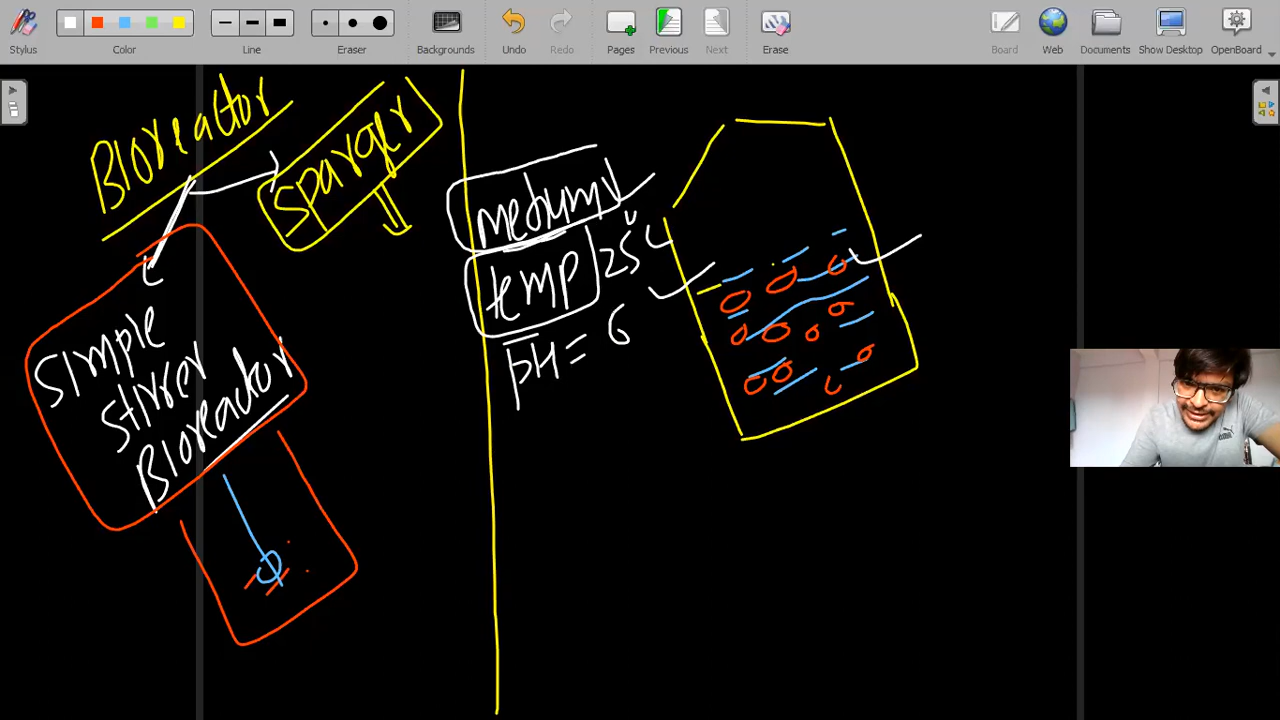 Stylus
Color
Line
Eraser
Backgrounds
Undo
Redo
Pages
Previous
Next
Erase
Board
Web
Documents
Show Desktop
OpenBoard
Bioreactor
Sparger
Simple
Stirrer
Bioreactor
medium
temp 25°C
pH = 6